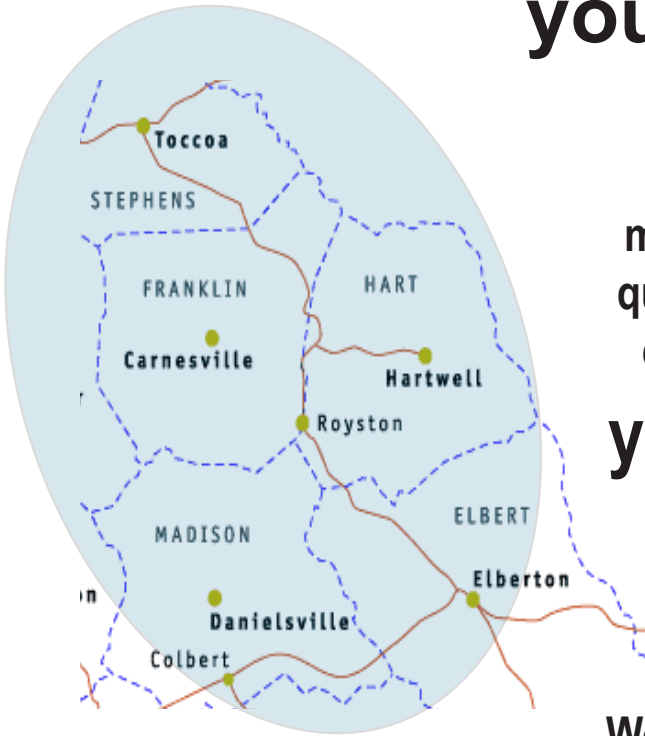 Toccoa
STEPHENS
FRANKLIN
HART
Carnesville
Hartwell
Royston
ELBERT
MADISON
Elberton
Danielsville
Colbert